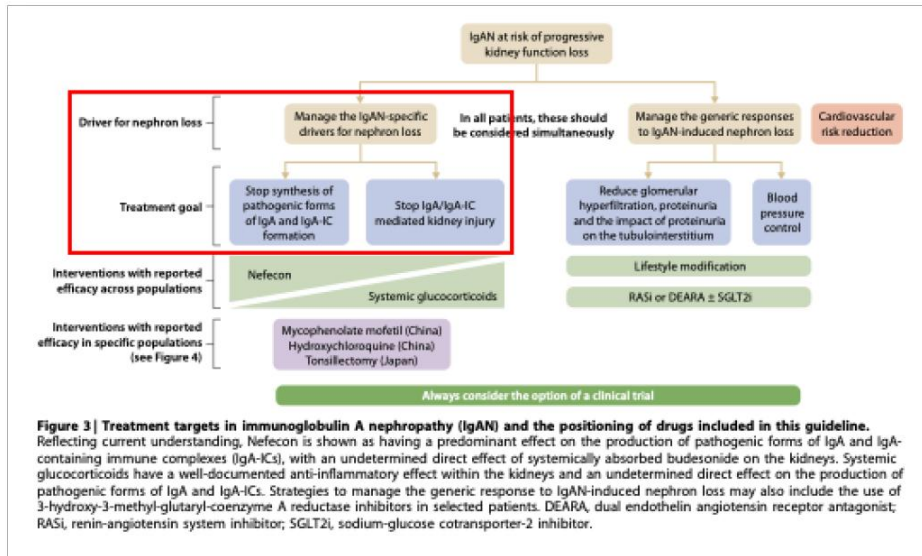 IgAN at risk of progressive
kidney function loss
Driver for nephron loss
Manage the IgAN-specific
drivers for nephron loss
In all patients, these should
be considered simultaneously
Manage the generic responses
to IgAN-induced nephron loss
Cardiovascular
risk reduction
Treatment goal
Stop synthesis of
pathogenic forms
of IgA and IgA-IC
formation
Stop IgA/IgA-IC
mediated kidney injury
Reduce glomerular
hyperfiltration, proteinuria
and the impact of proteinuria
on the tubulointerstitium
Blood
pressure
control
Interventions with reported
efficacy across populations
Nefecon
Systemic glucocorticoids
Lifestyle modification
RASi or DEARA ± SGLT2i
Interventions with reported
efficacy in specific populations
(see Figure 4)
Mycophenolate mofetil (China)
Hydroxychloroquine (China)
Tonsillectomy (Japan)
Always consider the option of a clinical trial
Figure 3 | Treatment targets in immunoglobulin A nephropathy (IgAN) and the positioning of drugs included in this guideline.
Reflecting current understanding, Nefecon is shown as having a predominant effect on the production of pathogenic forms of IgA and IgA-
containing immune complexes (IgA-ICs), with an undetermined direct effect of systemically absorbed budesonide on the kidneys. Systemic
glucocorticoids have a well-documented anti-inflammatory effect within the kidneys and an undetermined direct effect on the production of
pathogenic forms of IgA and IgA-ICs. Strategies to manage the generic response to IgAN-induced nephron loss may also include the use of
3-hydroxy-3-methyl-glutaryl-coenzyme A reductase inhibitors in selected patients. DEARA, dual endothelin angiotensin receptor antagonist;
RASi, renin-angiotensin system inhibitor; SGLT2i, sodium-glucose cotransporter-2 inhibitor.